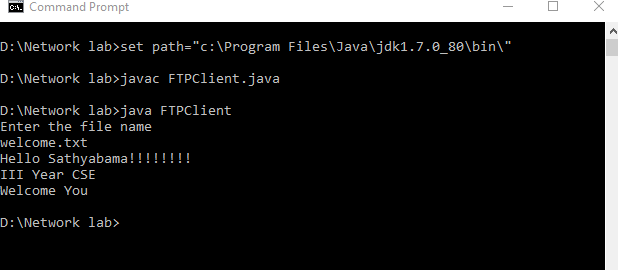 Command Prompt
D:\Network lab>set path="c:\Program Files\Java\jdk1.7.0_80\bin\"
D:\Network lab>javac FTPClient.java
D:\Network lab>java FTPClient
Enter the file name
welcome.txt
Hello Sathyabama!!!!!!!!
III Year CSE
Welcome You
D:\Network lab>